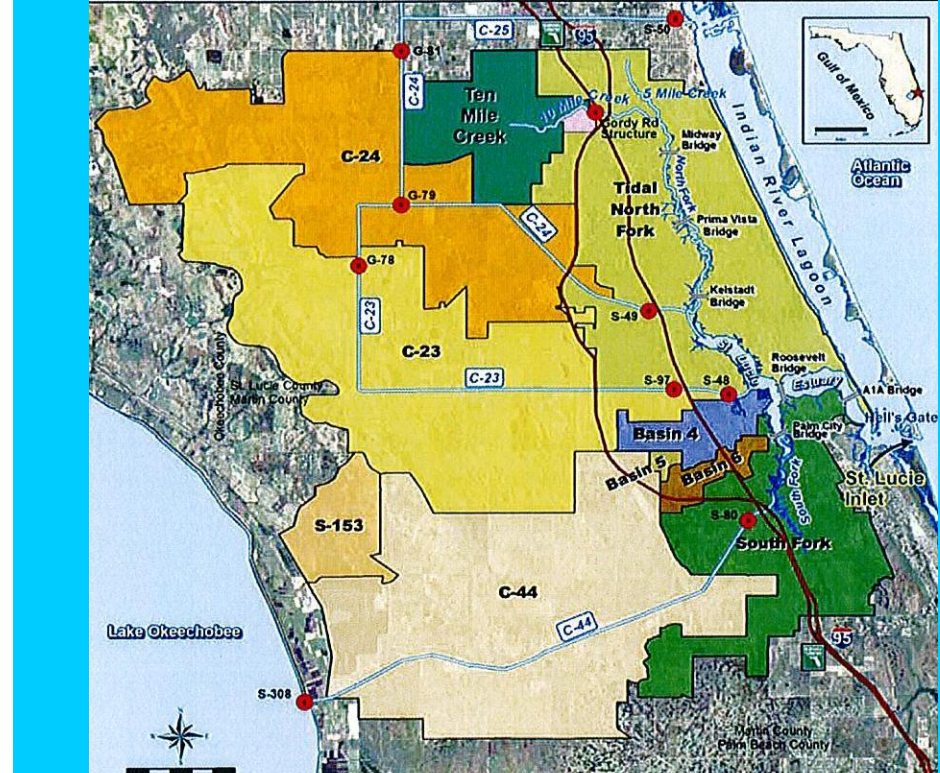 C-25
S-50
95
G-81
C-24
Ten
Mile
Creek
10 Mile Creek
5 Mile Creek
Gordy Rd
Structure
Midway
Bridge
Gulf of Mexico
Indian River Lagoon
Atlantic
Ocean
C-24
G-79
Tidal
North
Fork
North Fork
C-24
Prima Vista
Bridge
G-78
C-23
Kelstadt
Bridge
S-49
C-23
St. Lucie
Estuary
Roosevelt
Bridge
Okeechobee County
St. Lucie County
Martin County
C-23
S-97
S-48
A1A Bridge
Hell's Gate
Basin 4
Palm City
Bridge
Basin 5
Basin 6
South Fork
St. Lucie
Inlet
S-153
S-80
South Fork
C-44
C-44
Lake Okeechobee
95
S-308
Martin County
Palm Beach County